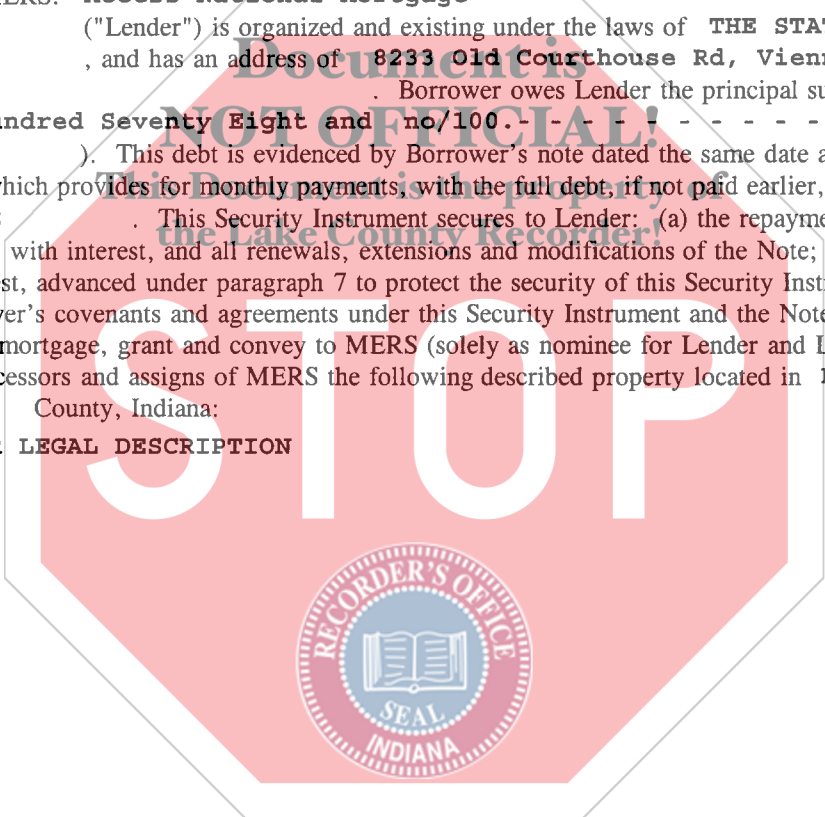 ERS: Access National Mortgage
("Lender") is organized and existing under the laws of THE STAT
, and has an address of 8233 Old Courthouse Rd, Vienn
Document is
. Borrower owes Lender the principal su
ndred Seventy Eight and no/100.- - - - - - - - - - -
NOT OFFICIAL!
). This debt is evidenced by Borrower's note dated the same date a
which provides for monthly payments, with the full debt, if not paid earlier,
This Document is the property of
. This Security Instrument secures to Lender: (a) the repayme
the Lake County Recorder!
with interest, and all renewals, extensions and modifications of the Note;
st, advanced under paragraph 7 to protect the security of this Security Inst
ver's covenants and agreements under this Security Instrument and the Note
mortgage, grant and convey to MERS (solely as nominee for Lender and L
cessors and assigns of MERS the following described property located in
County, Indiana:
LEGAL DESCRIPTION
STOP
RECORDER'S OFFICE
SEAL
INDIANA